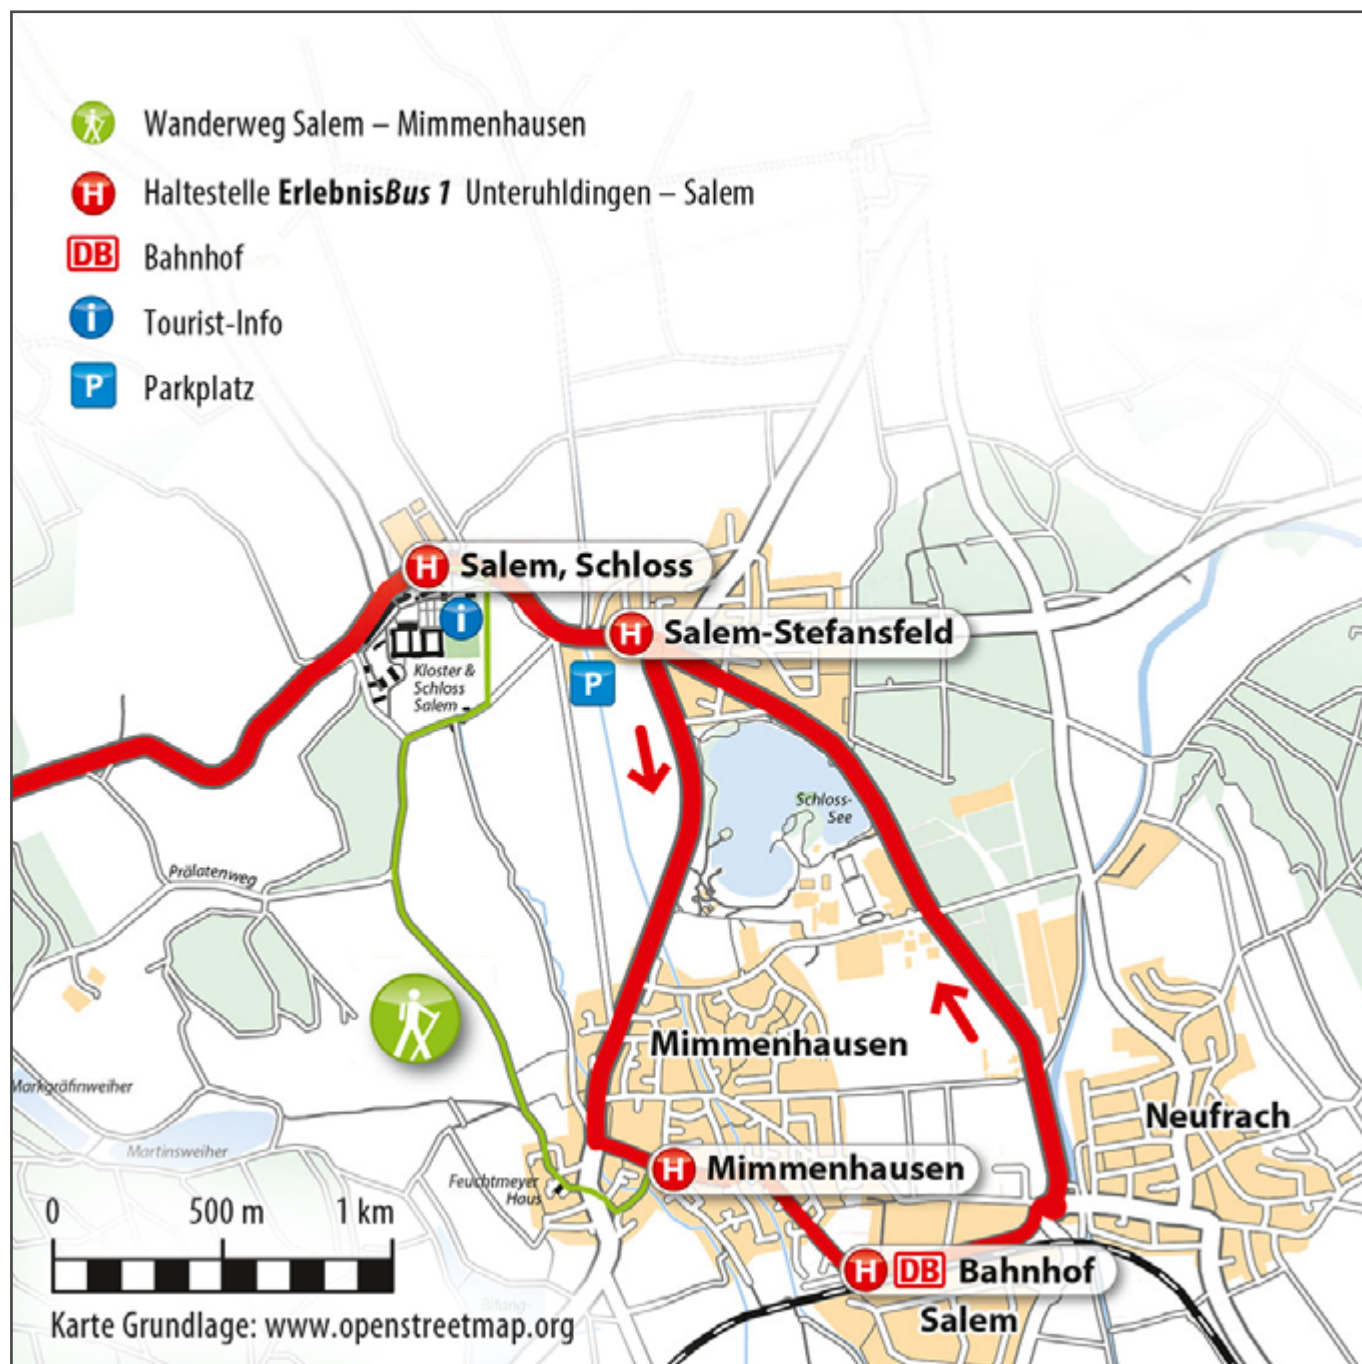 Wanderweg Salem – Mimmenhausen
H Haltestelle ErlebnisBus 1 Unteruhldingen – Salem
DB Bahnhof
i Tourist-Info
P Parkplatz
H Salem, Schloss
i
H Salem-Stefansfeld
Kloster &
Schloss
Salem
P
Schloss-
See
Prälatenweg
Mimmenhausen
Markgräfinweiher
Martinsweiher
Neufrach
H Mimmenhausen
Feuchtmeyer
Haus
0 500 m 1 km
H DB Bahnhof
Salem
Bifang-
Karte Grundlage: www.openstreetmap.org